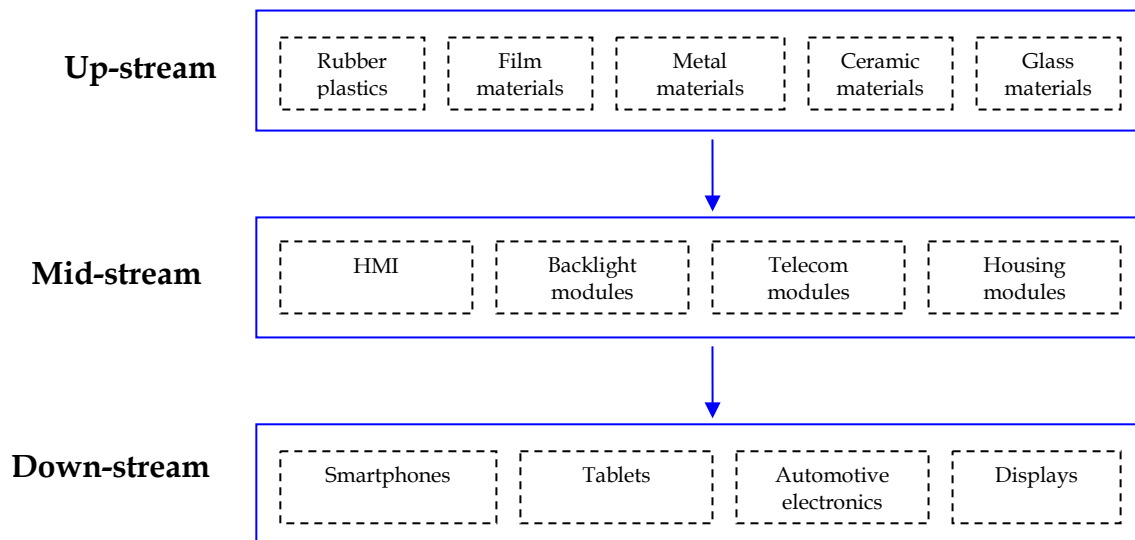 Up-stream
Rubber
plastics
Film
materials
Metal
materials
Ceramic
materials
Glass
materials
Mid-stream
HMI
Backlight
modules
Telecom
modules
Housing
modules
Down-stream
Smartphones
Tablets
Automotive
electronics
Displays